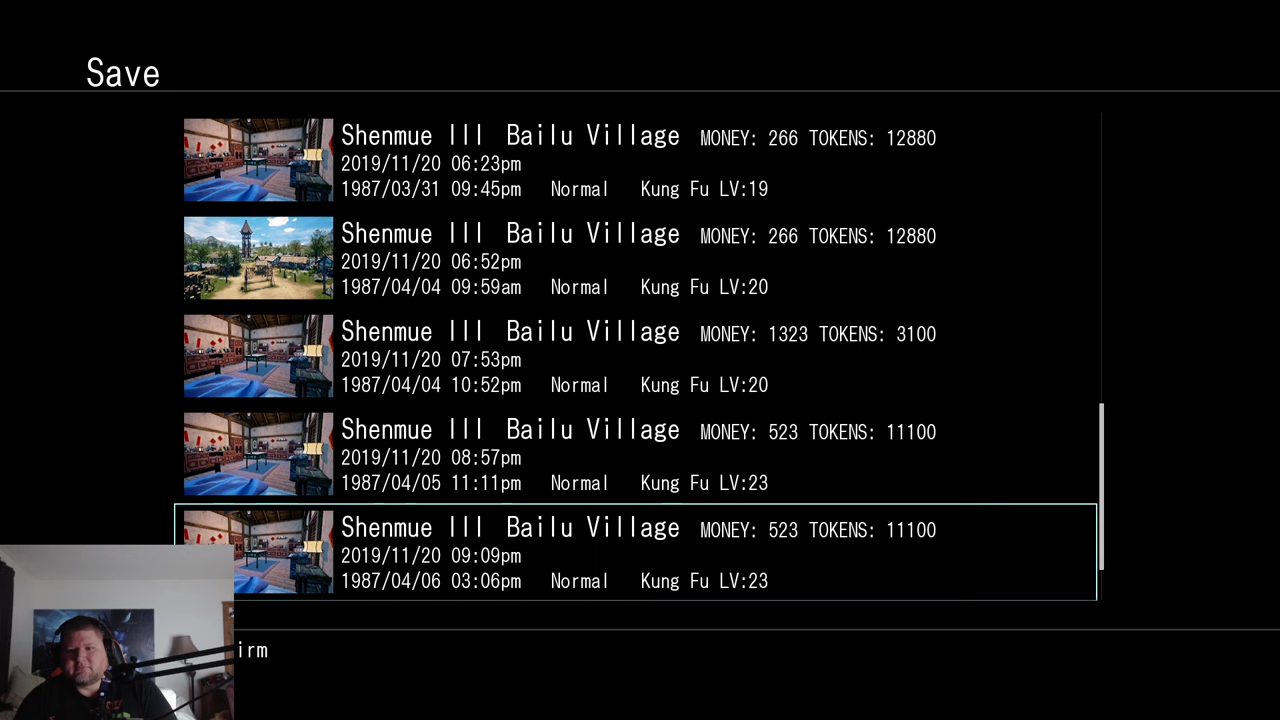 Save
Shenmue III Bailu Village MONEY: 266 TOKENS: 12880
2019/11/20 06:23pm
1987/03/31 09:45pm Normal Kung Fu LV:19
Shenmue III Bailu Village MONEY: 266 TOKENS: 12880
2019/11/20 06:52pm
1987/04/04 09:59am Normal Kung Fu LV:20
Shenmue III Bailu Village MONEY: 1323 TOKENS: 3100
2019/11/20 07:53pm
1987/04/04 10:52pm Normal Kung Fu LV:20
Shenmue III Bailu Village MONEY: 523 TOKENS: 11100
2019/11/20 08:57pm
1987/04/05 11:11pm Normal Kung Fu LV:23
Shenmue III Bailu Village MONEY: 523 TOKENS: 11100
2019/11/20 09:09pm
1987/04/06 03:06pm Normal Kung Fu LV:23
irm